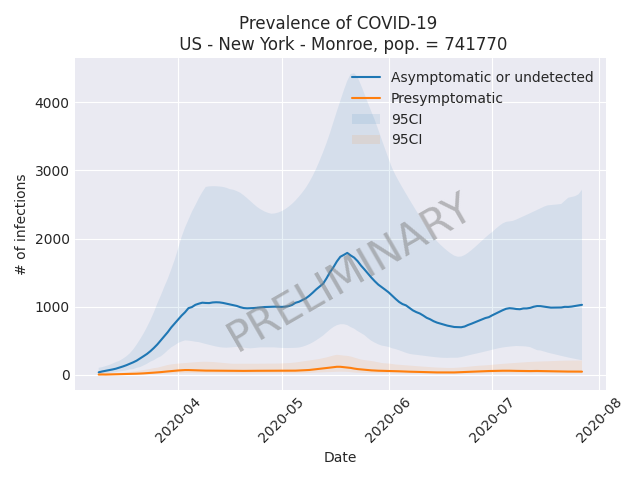 Prevalence of COVID-19
US - New York - Monroe, pop. = 741770
Asymptomatic or undetected
Presymptomatic
95CI
95CI
PRELIMINARY
# of infections
4000
3000
2000
1000
0
2020-04
2020-05
2020-06
2020-07
2020-08
Date